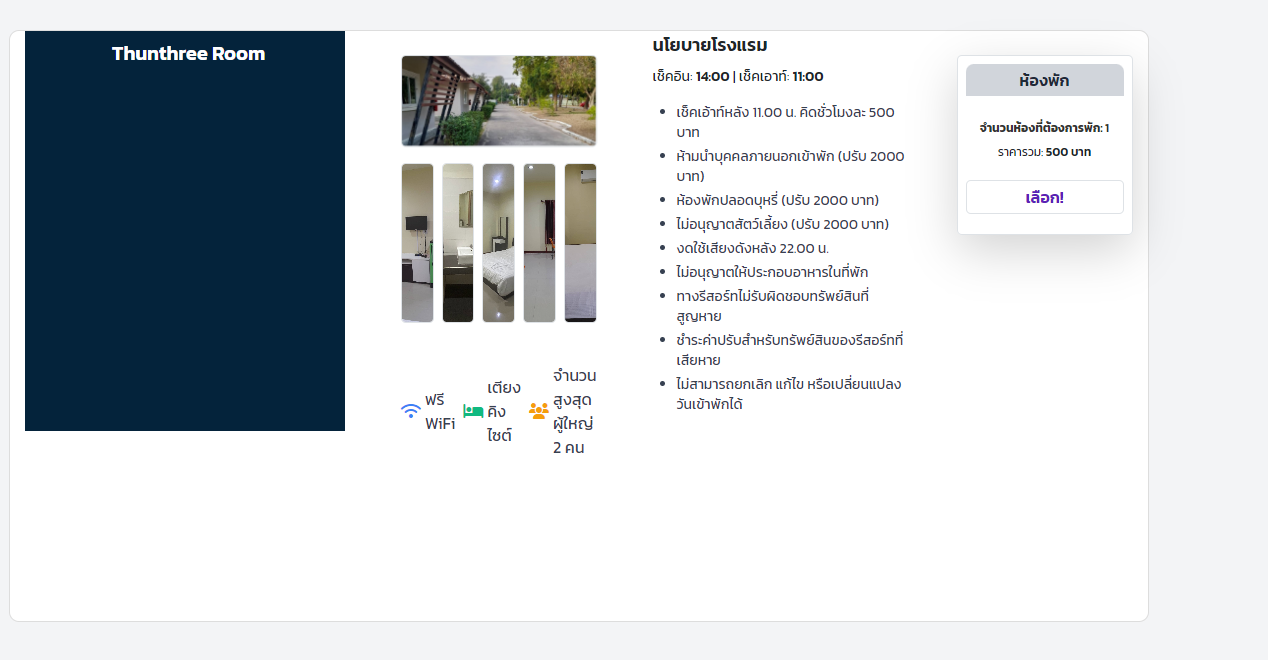 Thunthree Room
ฟรี
WiFi
เตียง
คิง
ไซต์
จำนวน
สูงสุด
ผู้ใหญ่
2 คน
นโยบายโรงแรม
เช็คอิน: 14:00 | เช็คเอาท์: 11:00
เช็คเอ้าท์หลัง 11.00 น. คิดชั่วโมงละ 500
บาท
ห้ามนำบุคคลภายนอกเข้าพัก (ปรับ 2000
บาท)
ห้องพักปลอดบุหรี่ (ปรับ 2000 บาท)
ไม่อนุญาตสัตว์เลี้ยง (ปรับ 2000 บาท)
งดใช้เสียงดังหลัง 22.00 น.
ไม่อนุญาตให้ประกอบอาหารในที่พัก
ทางรีสอร์ทไม่รับผิดชอบทรัพย์สินที่
สูญหาย
ชำระค่าปรับสำหรับทรัพย์สินของรีสอร์ทที่
เสียหาย
ไม่สามารถยกเลิก แก้ไข หรือเปลี่ยนแปลง
วันเข้าพักได้
ห้องพัก
จำนวนห้องที่ต้องการพัก: 1
ราคารวม: 500 บาท
เลือก!